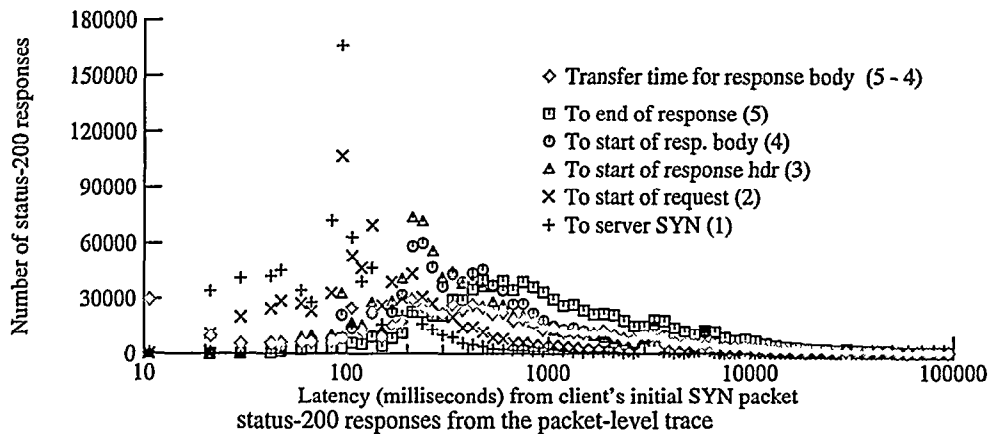 180000
150000
120000
90000
60000
30000
0
Number of status-200 responses
Transfer time for response body (5 - 4)
To end of response (5)
To start of resp. body (4)
To start of response hdr (3)
To start of request (2)
To server SYN (1)
10 100 1000 10000 100000
Latency (milliseconds) from client's initial SYN packet
status-200 responses from the packet-level trace